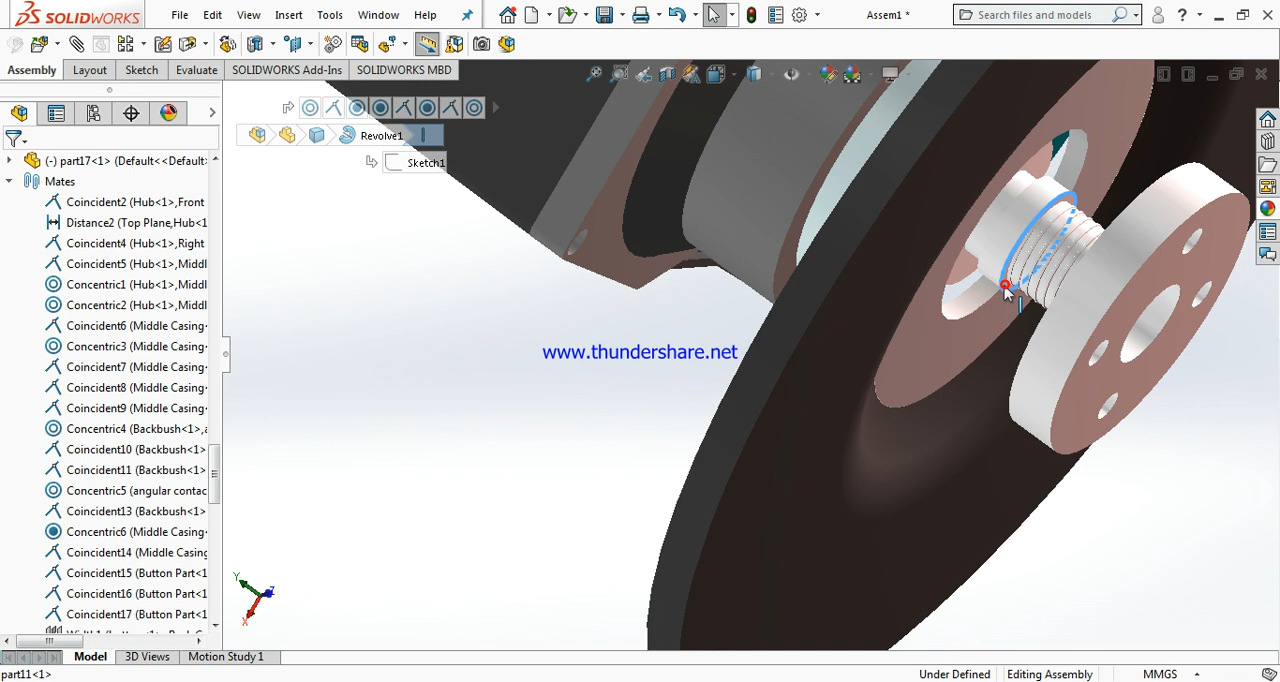 SOLIDWORKS
File Edit View Insert Tools Window Help
Assem1 *
Search files and models
?
Assembly Layout Sketch Evaluate SOLIDWORKS Add-Ins SOLIDWORKS MBD
(-) part17<1> (Default<<Default
Revolve1
Sketch1
Mates
Coincident2 (Hub<1>,Front
Distance2 (Top Plane,Hub<1
Coincident4 (Hub<1>,Right
Coincident5 (Hub<1>,Middl
Concentric1 (Hub<1>,Middl
Concentric2 (Hub<1>,Middl
Coincident6 (Middle Casing
Concentric3 (Middle Casing
Coincident7 (Middle Casing
Coincident8 (Middle Casing
Coincident9 (Middle Casing
Concentric4 (Backbush<1>,a
Coincident10 (Backbush<1>
Coincident11 (Backbush<1>
Concentric5 (angular contac
Coincident13 (Backbush<1>
Concentric6 (Middle Casing
Coincident14 (Middle Casing
Coincident15 (Button Part<1
Coincident16 (Button Part<1
Coincident17 (Button Part<1
www.thundershare.net
Y
Z
X
Model 3D Views Motion Study 1
part11<1>
Under Defined Editing Assembly MMGS